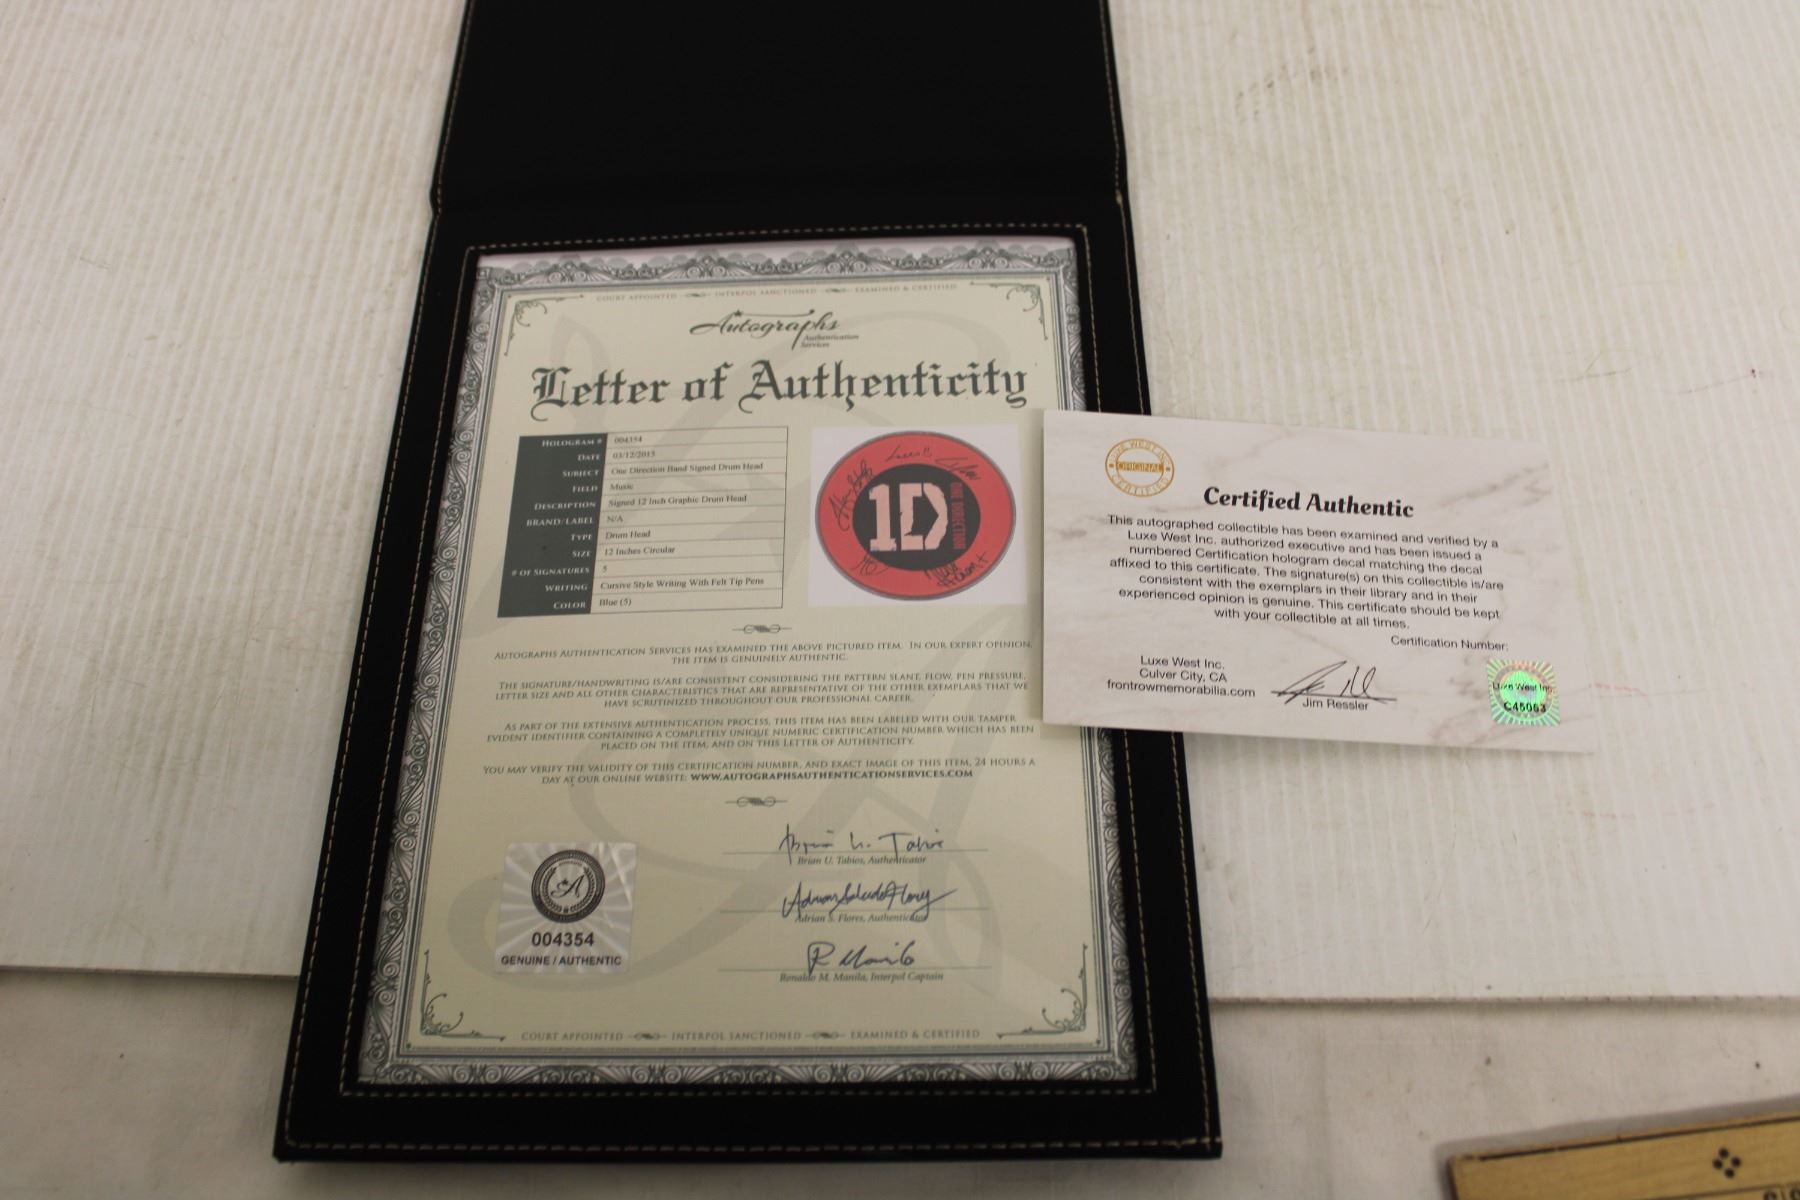 COURT APPOINTED INTERPOL SANCTIONED EXAMINED & CERTIFIED
Autographs
Authentication
Services
Letter of Authenticity
HOLOGRAM # 004354
DATE 03/12/2015
SUBJECT One Direction Band Signed Drum Head
FIELD Music
DESCRIPTION Signed 12 Inch Graphic Drum Head
BRAND/LABEL N/A
TYPE Drum Head
SIZE 12 Inches Circular
# OF SIGNATURES 5
WRITING Cursive Style Writing With Felt Tip Pens
COLOR Blue (5)
1D
ONE DIRECTION
AUTOGRAPHS AUTHENTICATION SERVICES HAS EXAMINED THE ABOVE PICTURED ITEM. IN OUR EXPERT OPINION,
THE ITEM IS GENUINELY AUTHENTIC.
THE SIGNATURE/HANDWRITING IS/ARE CONSISTENT CONSIDERING THE PATTERN SLANT, FLOW, PEN PRESSURE,
LETTER SIZE AND ALL OTHER CHARACTERISTICS THAT ARE REPRESENTATIVE OF THE OTHER EXEMPLARS THAT WE
HAVE SCRUTINIZED THROUGHOUT OUR PROFESSIONAL CAREER.
AS PART OF THE EXTENSIVE AUTHENTICATION PROCESS, THIS ITEM HAS BEEN LABELED WITH OUR TAMPER
EVIDENT IDENTIFIER CONTAINING A COMPLETELY UNIQUE NUMERIC CERTIFICATION NUMBER WHICH HAS BEEN
PLACED ON THE ITEM, AND ON THIS LETTER OF AUTHENTICITY.
YOU MAY VERIFY THE VALIDITY OF THIS CERTIFICATION NUMBER, AND EXACT IMAGE OF THIS ITEM, 24 HOURS A
DAY AT OUR ONLINE WEBSITE: WWW.AUTOGRAPHSAUTHENTICATIONSERVICES.COM
Brian U. Tabios, Authenticator
Adrian S. Flores, Authenticator
Ronaldo M. Manila, Interpol Captain
A
004354
GENUINE / AUTHENTIC
COURT APPOINTED INTERPOL SANCTIONED EXAMINED & CERTIFIED
LUXE WEST INC.
ORIGINAL
CERTIFIED
Certified Authentic
This autographed collectible has been examined and verified by a
Luxe West Inc. authorized executive and has been issued a
numbered Certification hologram decal matching the decal
affixed to this certificate. The signature(s) on this collectible is/are
consistent with the exemplars in their library and in their
experienced opinion is genuine. This certificate should be kept
with your collectible at all times.
Certification Number:
Luxe West Inc.
Culver City, CA
frontrowmemorabilia.com
Jim Ressler
Luxe West Inc.